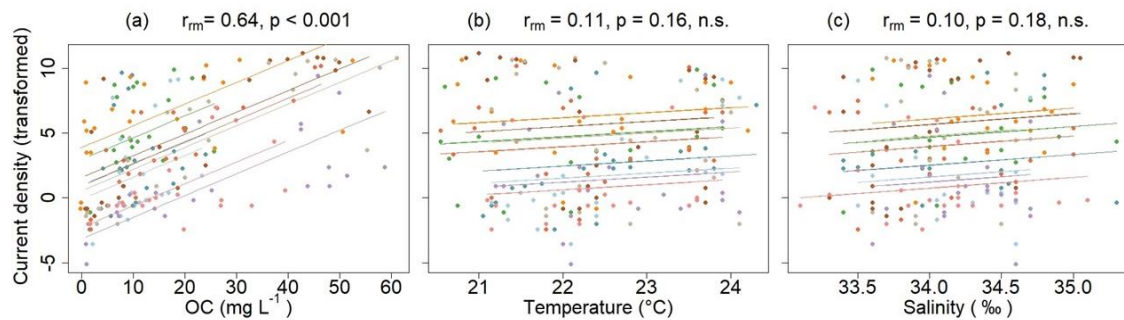 (a) r_rm = 0.64, p < 0.001
(b) r_rm = 0.11, p = 0.16, n.s.
(c) r_rm = 0.10, p = 0.18, n.s.
Current density (transformed)
10
5
0
-5
0 10 20 30 40 50 60
OC (mg L⁻¹)
21 22 23 24
Temperature (°C)
33.5 34.0 34.5 35.0
Salinity ( ‰)